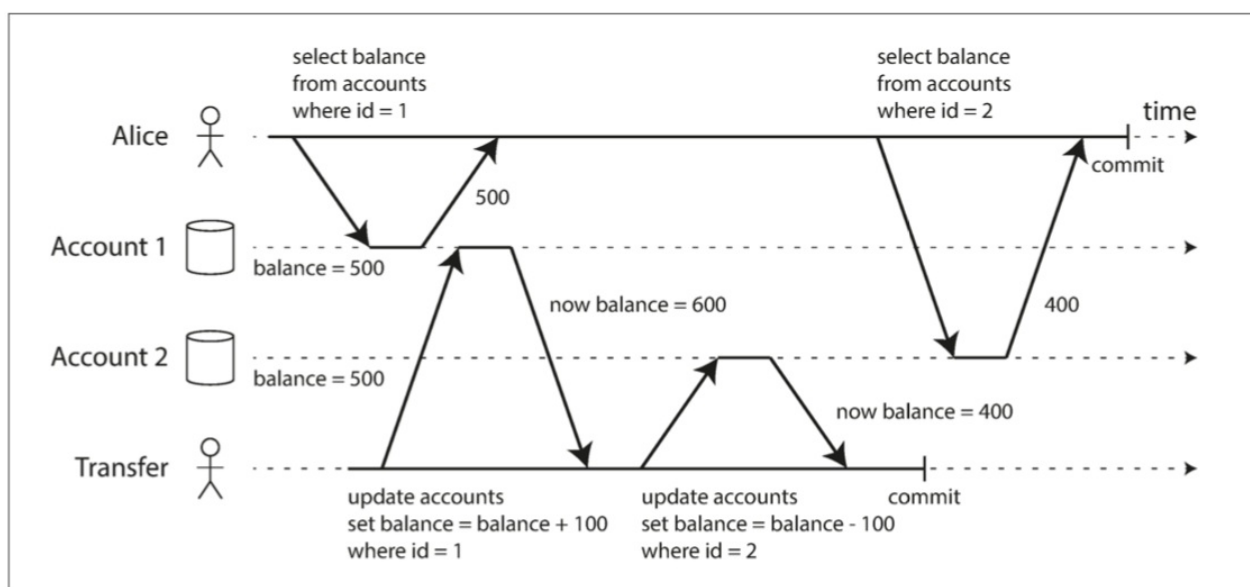 select balance
from accounts
where id = 1
select balance
from accounts
where id = 2
time
Alice
commit
500
Account 1
balance = 500
now balance = 600
400
Account 2
balance = 500
now balance = 400
Transfer
update accounts
set balance = balance + 100
where id = 1
update accounts
set balance = balance - 100
where id = 2
commit